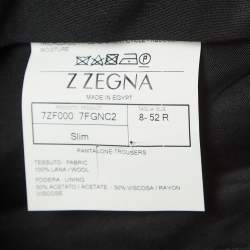 MOISTURE
Z ZEGNA
MADE IN EGYPT
7ZF000 7FGNC2
8- 52 R
Slim
PANTALONE TROUSERS
TESSUTO/ FABRIC
100% LANA / WOOL
FODERA / LINING
50% ACETATO / ACETATE - 50% VISCOSA / RAYON
VISCOSE